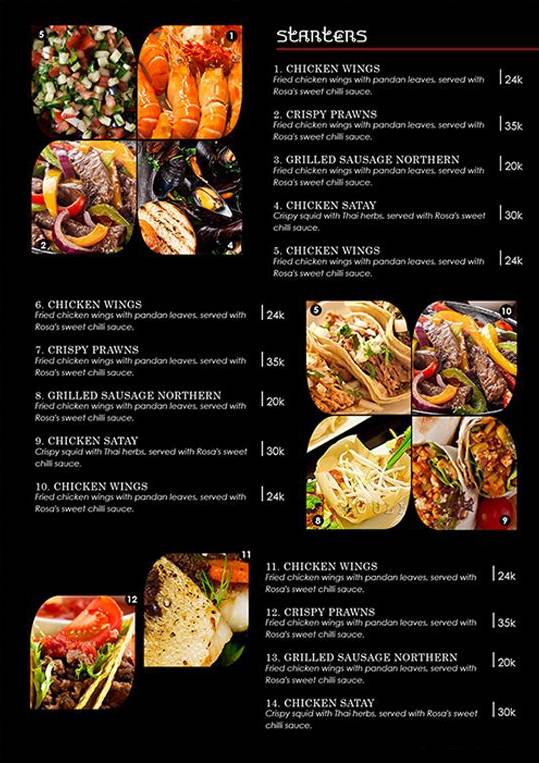 STARTERS
5
1
2
4
1. CHICKEN WINGS
Fried chicken wings with pandan leaves, served with
Rosa's sweet chilli sauce.
24k
2. CRISPY PRAWNS
Fried chicken wings with pandan leaves, served with
Rosa's sweet chilli sauce.
35k
3. GRILLED SAUSAGE NORTHERN
Fried chicken wings with pandan leaves, served with
Rosa's sweet chilli sauce.
20k
4. CHICKEN SATAY
Crispy squid with Thai herbs, served with Rosa's sweet
chilli sauce.
30k
5. CHICKEN WINGS
Fried chicken wings with pandan leaves, served with
Rosa's sweet chilli sauce.
24k
6. CHICKEN WINGS
Fried chicken wings with pandan leaves, served with
Rosa's sweet chilli sauce.
24k
7. CRISPY PRAWNS
Fried chicken wings with pandan leaves, served with
Rosa's sweet chilli sauce.
35k
8. GRILLED SAUSAGE NORTHERN
Fried chicken wings with pandan leaves, served with
Rosa's sweet chilli sauce.
20k
9. CHICKEN SATAY
Crispy squid with Thai herbs, served with Rosa's sweet
chilli sauce.
30k
10. CHICKEN WINGS
Fried chicken wings with pandan leaves, served with
Rosa's sweet chilli sauce.
24k
5
10
8
9
11
12
11. CHICKEN WINGS
Fried chicken wings with pandan leaves, served with
Rosa's sweet chilli sauce.
24k
12. CRISPY PRAWNS
Fried chicken wings with pandan leaves, served with
Rosa's sweet chilli sauce.
35k
13. GRILLED SAUSAGE NORTHERN
Fried chicken wings with pandan leaves, served with
Rosa's sweet chilli sauce.
20k
14. CHICKEN SATAY
Crispy squid with Thai herbs, served with Rosa's sweet
chilli sauce.
30k